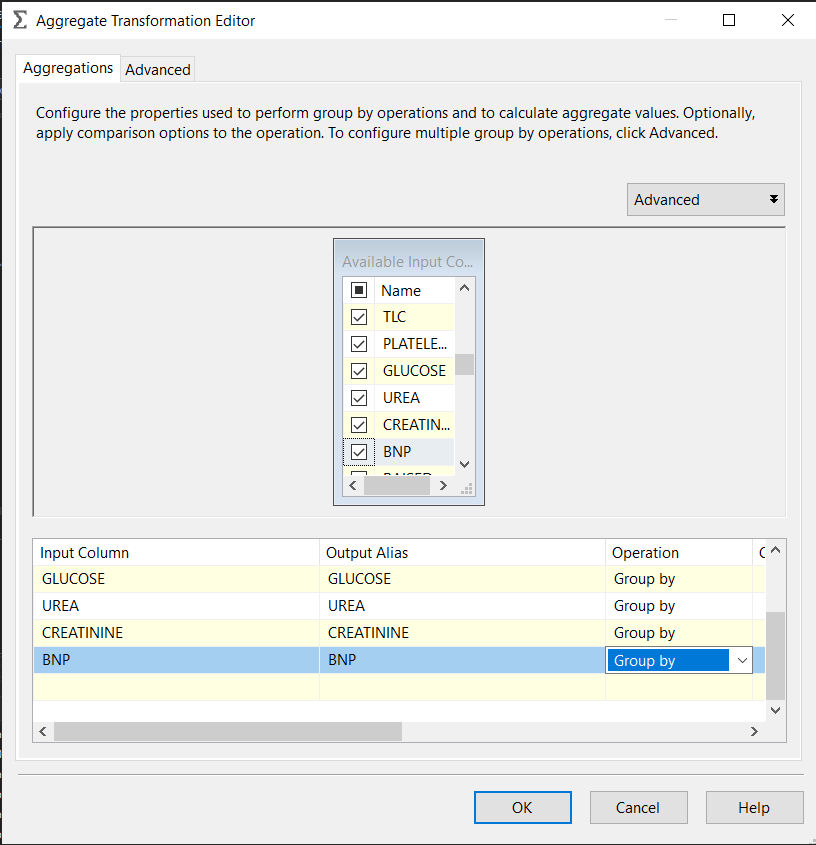 Aggregate Transformation Editor
Aggregations Advanced
Configure the properties used to perform group by operations and to calculate aggregate values. Optionally,
apply comparison options to the operation. To configure multiple group by operations, click Advanced.
Advanced
Available Input Co...
Name
TLC
PLATELE...
GLUCOSE
UREA
CREATIN...
BNP
Input Column Output Alias Operation C
GLUCOSE GLUCOSE Group by
UREA UREA Group by
CREATININE CREATININE Group by
BNP BNP Group by
OK Cancel Help